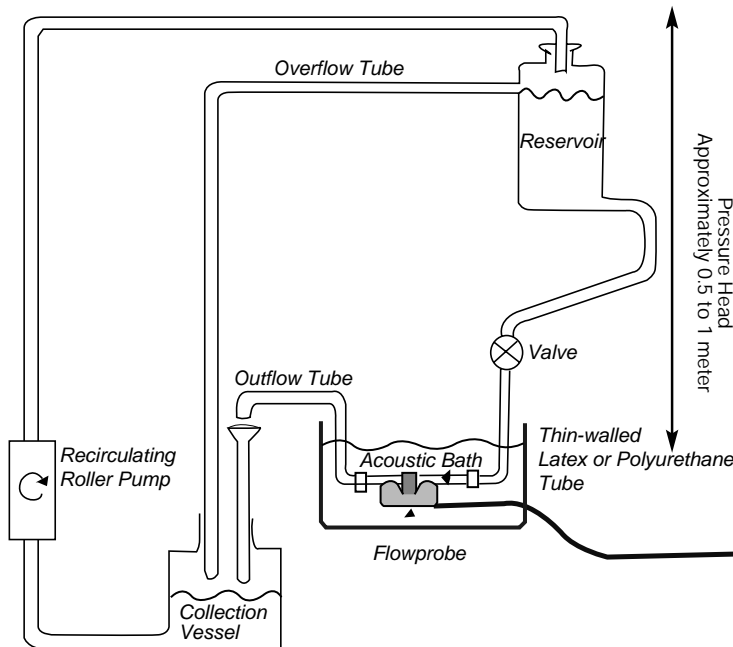 Overflow Tube
Reservoir
Pressure Head
Approximately 0.5 to 1 meter
Valve
Outflow Tube
Recirculating
Roller Pump
Acoustic Bath
Thin-walled
Latex or Polyurethane
Tube
Flowprobe
Collection
Vessel